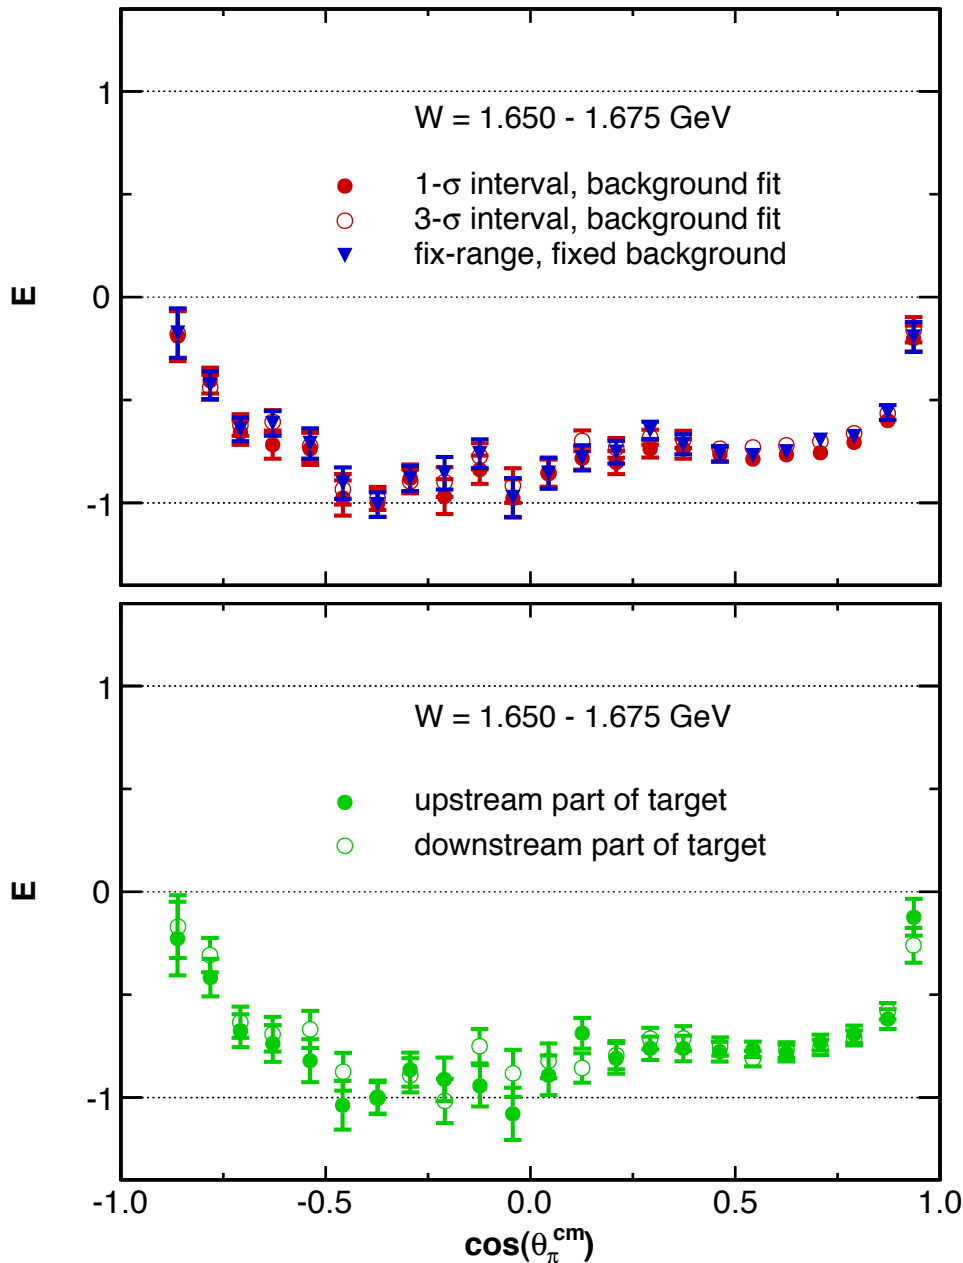 1
W = 1.650 - 1.675 GeV
1-σ interval, background fit
3-σ interval, background fit
fix-range, fixed background
E
0
-1
1
W = 1.650 - 1.675 GeV
upstream part of target
downstream part of target
E
0
-1
-1.0 -0.5 0.0 0.5 1.0
cos(θπcm)